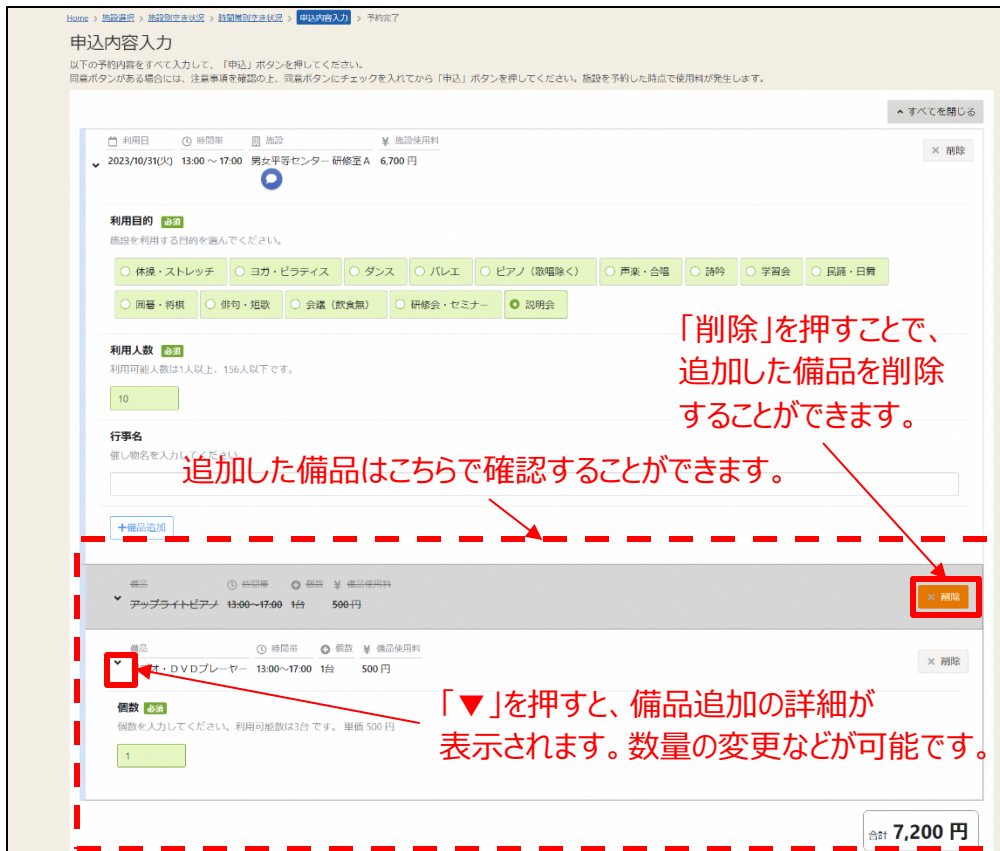 Home > 施設選択 > 施設別空き状況 > 時間帯別空き状況 > 申込内容入力 > 予約完了
申込内容入力
以下の予約内容をすべて入力して、「申込」ボタンを押してください。
同意ボタンがある場合には、注意事項を確認の上、同意ボタンにチェックを入れてから「申込」ボタンを押してください。施設を予約した時点で使用料が発生します。
すべてを閉じる
利用日 時間帯 施設 ¥ 施設使用料
× 削除
2023/10/31(火) 13:00 ～ 17:00 男女平等センター 研修室A 6,700 円
利用目的 必須
施設を利用する目的を選んでください。
体操・ストレッチ ヨガ・ピラティス ダンス バレエ ピアノ（歌唱除く） 声楽・合唱 詩吟 学習会 民踊・日舞
囲碁・将棋 俳句・短歌 会議（飲食無） 研修会・セミナー 説明会
「削除」を押すことで、
追加した備品を削除
することができます。
利用人数 必須
利用可能人数は1人以上、156人以下です。
10
行事名
催し物名を入力してください。
追加した備品はこちらで確認することができます。
+備品追加
備品 時間帯 個数 ¥ 備品使用料
アップライトピアノ 13:00～17:00 1台 500 円
× 削除
備品 時間帯 個数 ¥ 備品使用料
オ・ＤＶＤプレーヤー 13:00～17:00 1台 500 円
× 削除
個数 必須
個数を入力してください。利用可能数は3台 です。 単価 500 円
1
「▼」を押すと、備品追加の詳細が
表示されます。数量の変更などが可能です。
合計 7,200 円